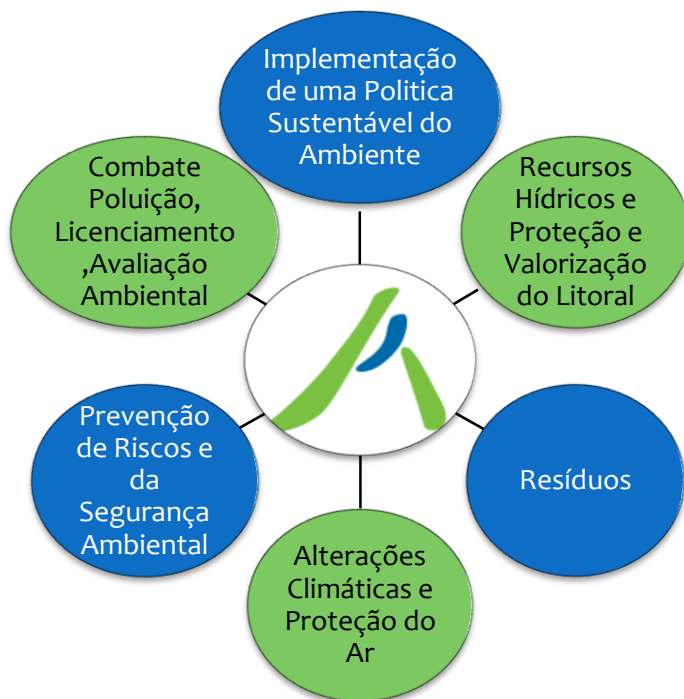 Implementação
de uma Politica
Sustentável do
Ambiente
Recursos
Hídricos e
Proteção e
Valorização
do Litoral
Resíduos
Alterações
Climáticas e
Proteção do
Ar
Prevenção
de Riscos e
da
Segurança
Ambiental
Combate
Poluição,
Licenciamento
,Avaliação
Ambiental